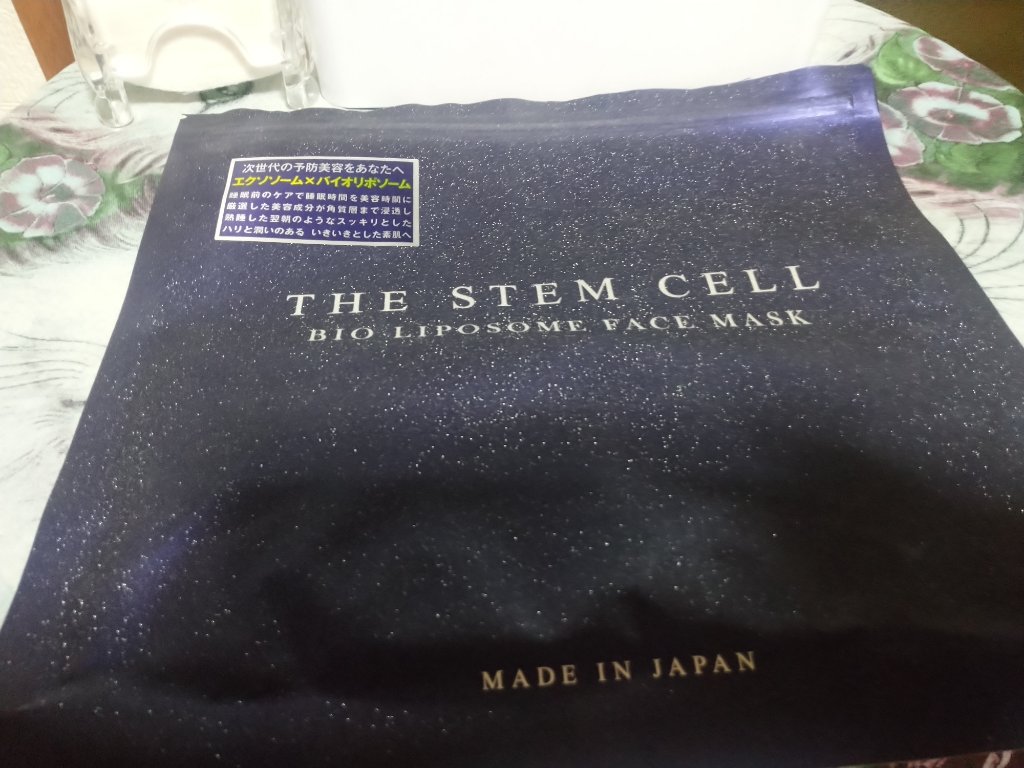 次世代の予防美容をあなたへ
エクソソーム×バイオリポソーム
睡眠前のケアで睡眠時間を美容時間に
厳選した美容成分が角質層まで浸透し
熟睡した翌朝のようなスッキリとした
ハリと潤いのある いきいきとした素肌へ
THE STEM CELL
BIO LIPOSOME FACE MASK
MADE IN JAPAN